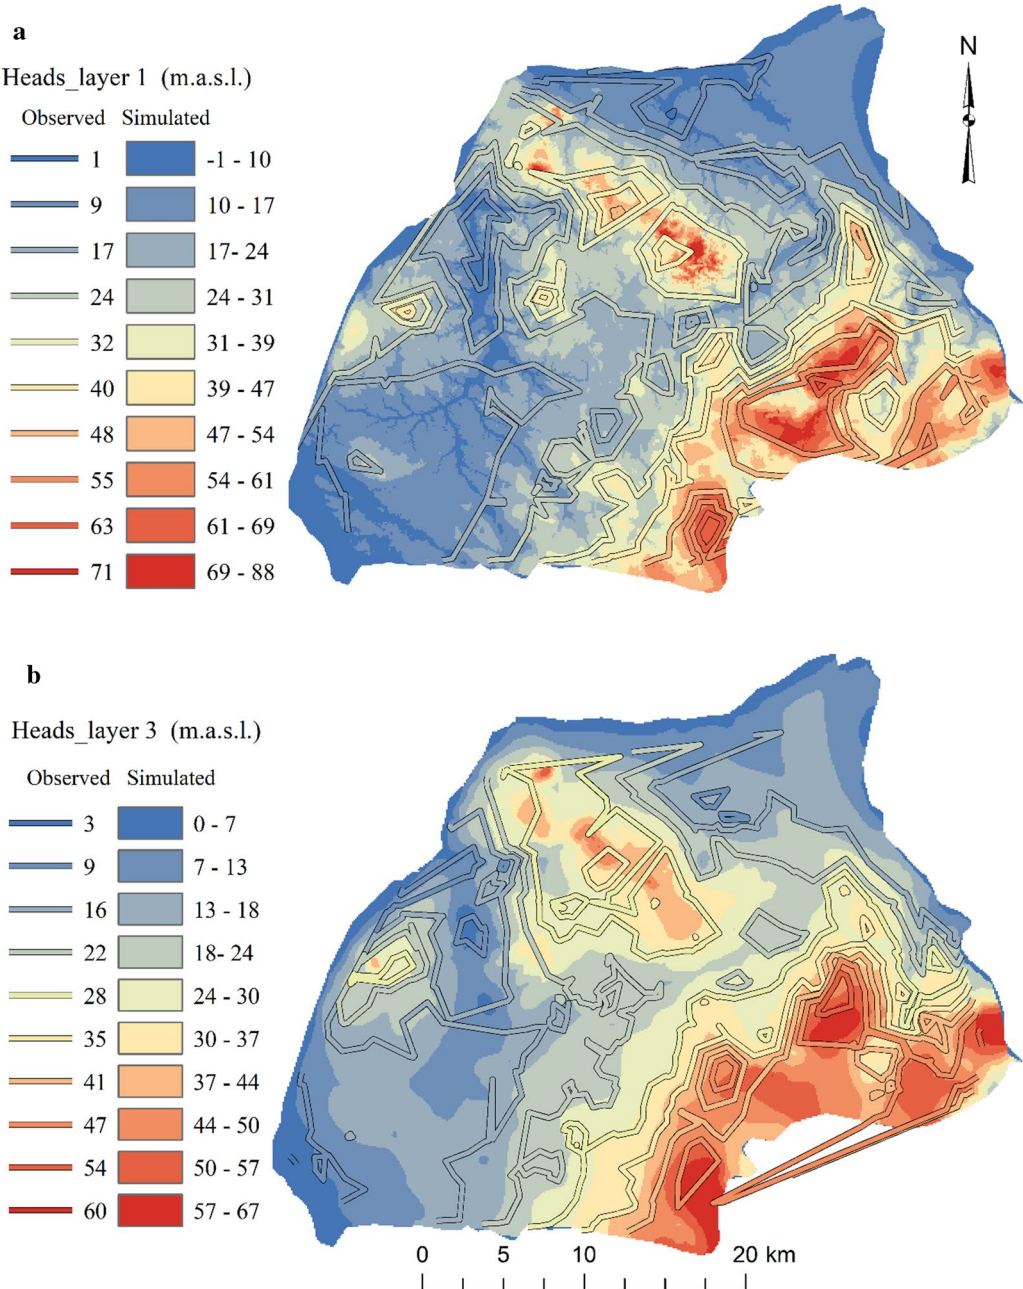 a
N
Heads_layer 1 (m.a.s.l.)
Observed Simulated
1 -1 - 10
9 10 - 17
17 17- 24
24 24 - 31
32 31 - 39
40 39 - 47
48 47 - 54
55 54 - 61
63 61 - 69
71 69 - 88
b
Heads_layer 3 (m.a.s.l.)
Observed Simulated
3 0 - 7
9 7 - 13
16 13 - 18
22 18- 24
28 24 - 30
35 30 - 37
41 37 - 44
47 44 - 50
54 50 - 57
60 57 - 67
0 5 10 20 km